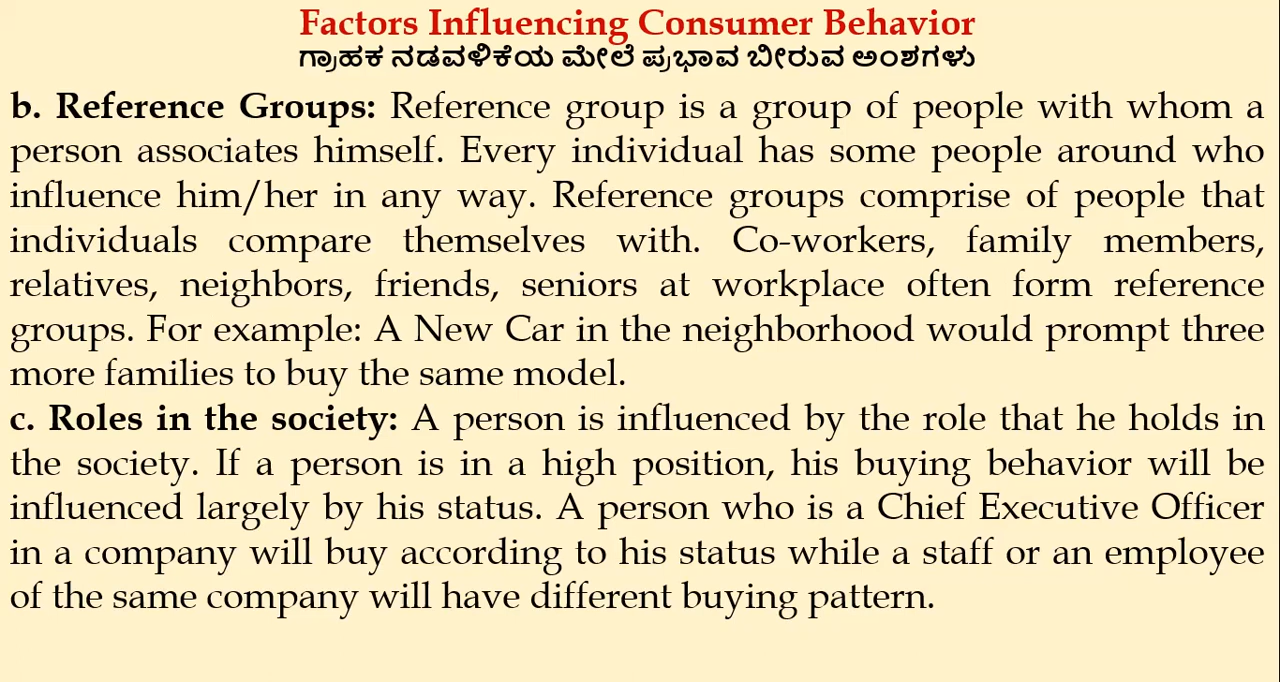 Factors Influencing Consumer Behavior
ಗ್ರಾಹಕ ನಡವಳಿಕೆಯ ಮೇಲೆ ಪ್ರಭಾವ ಬೀರುವ ಅಂಶಗಳು
b. Reference Groups: Reference group is a group of people with whom a
person associates himself. Every individual has some people around who
influence him/her in any way. Reference groups comprise of people that
individuals compare themselves with. Co-workers, family members,
relatives, neighbors, friends, seniors at workplace often form reference
groups. For example: A New Car in the neighborhood would prompt three
more families to buy the same model.
c. Roles in the society: A person is influenced by the role that he holds in
the society. If a person is in a high position, his buying behavior will be
influenced largely by his status. A person who is a Chief Executive Officer
in a company will buy according to his status while a staff or an employee
of the same company will have different buying pattern.